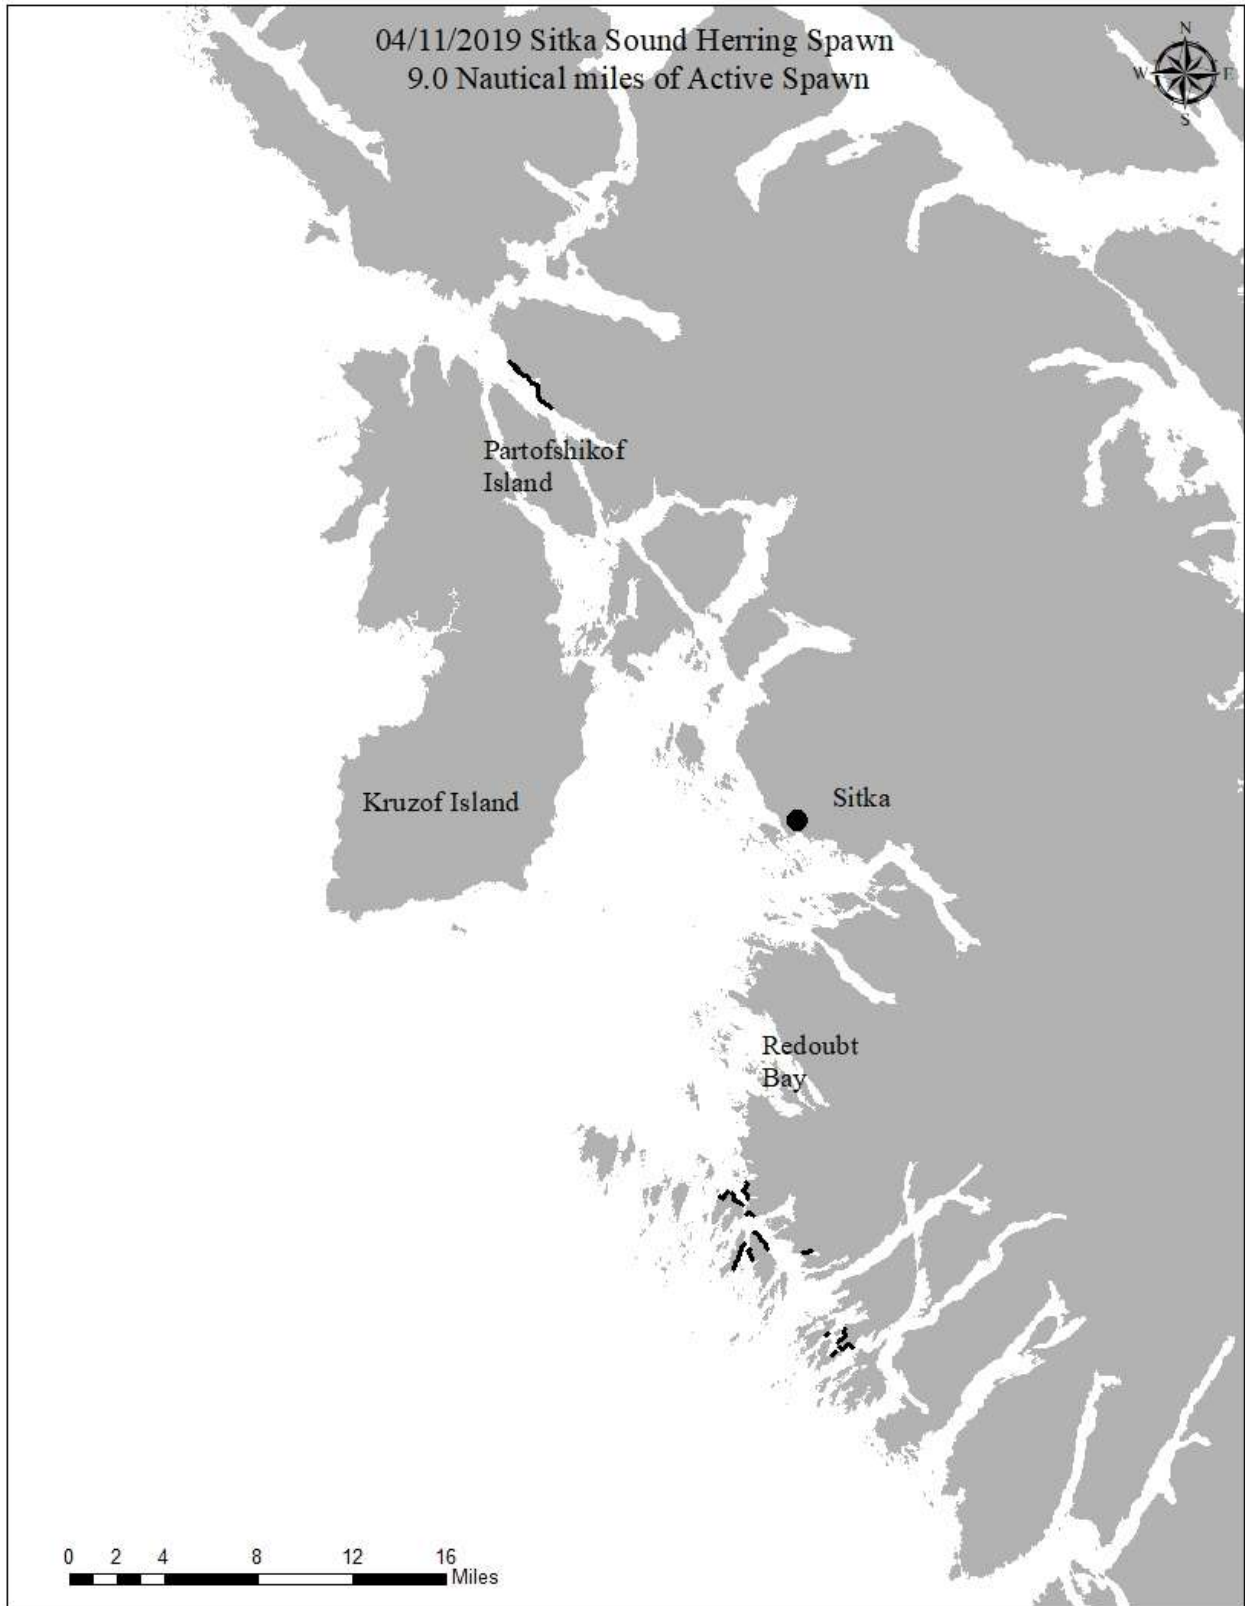 04/11/2019 Sitka Sound Herring Spawn
9.0 Nautical miles of Active Spawn
N
W E
S
Partofshikof
Island
Kruzof Island
Sitka
Redoubt
Bay
0 2 4 8 12 16
Miles